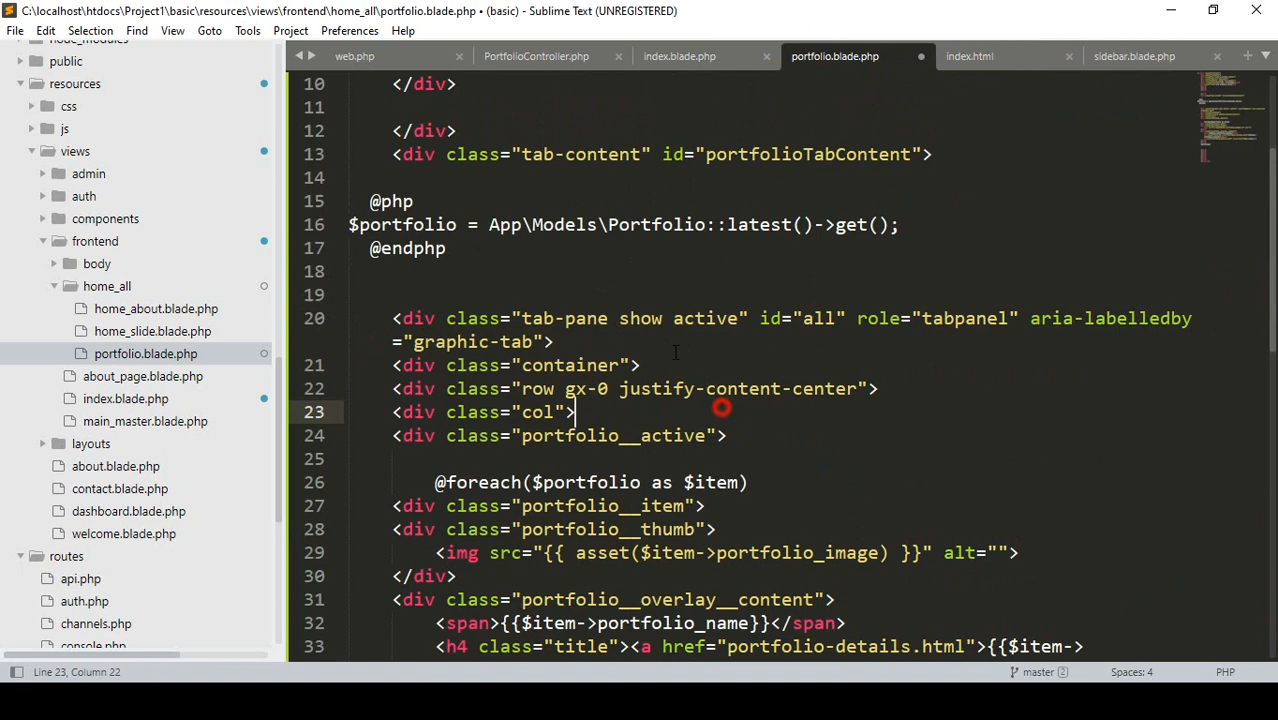 C:\localhost\htdocs\Project1\basic\resources\views\frontend\home_all\portfolio.blade.php • (basic) - Sublime Text (UNREGISTERED)
File Edit Selection Find View Goto Tools Project Preferences Help
node_modules
public
resources
css
js
views
admin
auth
components
frontend
body
home_all
home_about.blade.php
home_slide.blade.php
portfolio.blade.php
about_page.blade.php
index.blade.php
main_master.blade.php
layouts
about.blade.php
contact.blade.php
dashboard.blade.php
welcome.blade.php
routes
api.php
auth.php
channels.php
console.php
web.php PortfolioController.php index.blade.php portfolio.blade.php index.html sidebar.blade.php
10 </div>
11
12 </div>
13 <div class="tab-content" id="portfolioTabContent">
14
15 @php
16 $portfolio = App\Models\Portfolio::latest()->get();
17 @endphp
18
19
20 <div class="tab-pane show active" id="all" role="tabpanel" aria-labelledby
="graphic-tab">
21 <div class="container">
22 <div class="row gx-0 justify-content-center">
23 <div class="col">
24 <div class="portfolio__active">
25
26 @foreach($portfolio as $item)
27 <div class="portfolio__item">
28 <div class="portfolio__thumb">
29 <img src="{{ asset($item->portfolio_image) }}" alt="">
30 </div>
31 <div class="portfolio__overlay__content">
32 <span>{{$item->portfolio_name}}</span>
33 <h4 class="title"><a href="portfolio-details.html">{{$item->
Line 23, Column 22 master 2 Spaces: 4 PHP